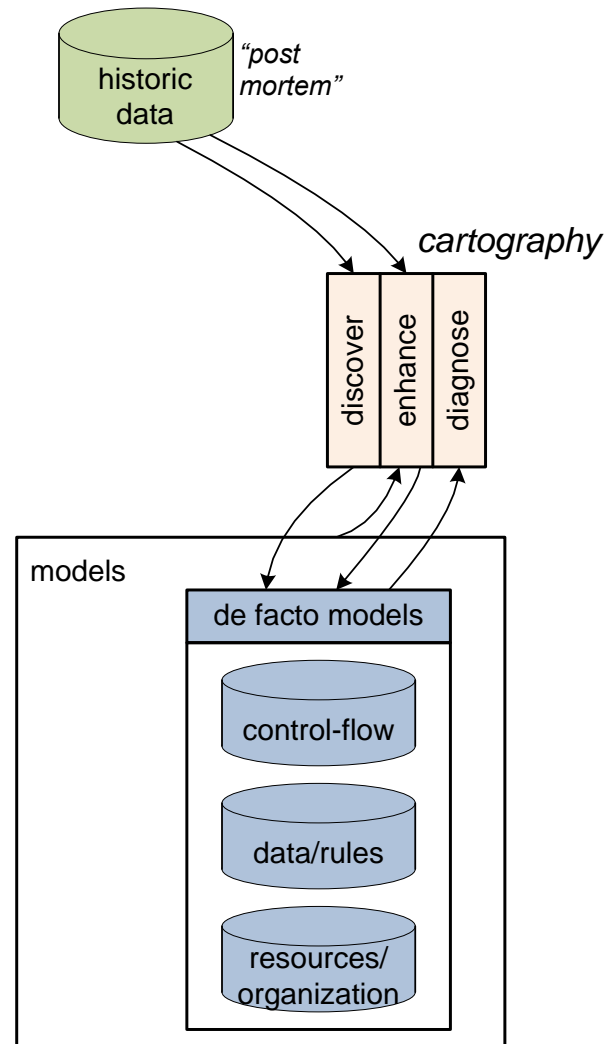 “post
mortem”
historic
data
cartography
discover
enhance
diagnose
models
de facto models
control-flow
data/rules
resources/
organization